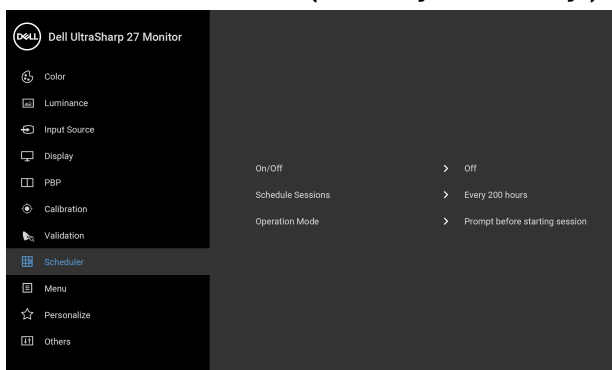 DELL Dell UltraSharp 27 Monitor
Color
Luminance
Input Source
Display
PBP
Calibration
Validation
Scheduler
Menu
Personalize
Others
On/Off > Off
Schedule Sessions > Every 200 hours
Operation Mode > Prompt before starting session